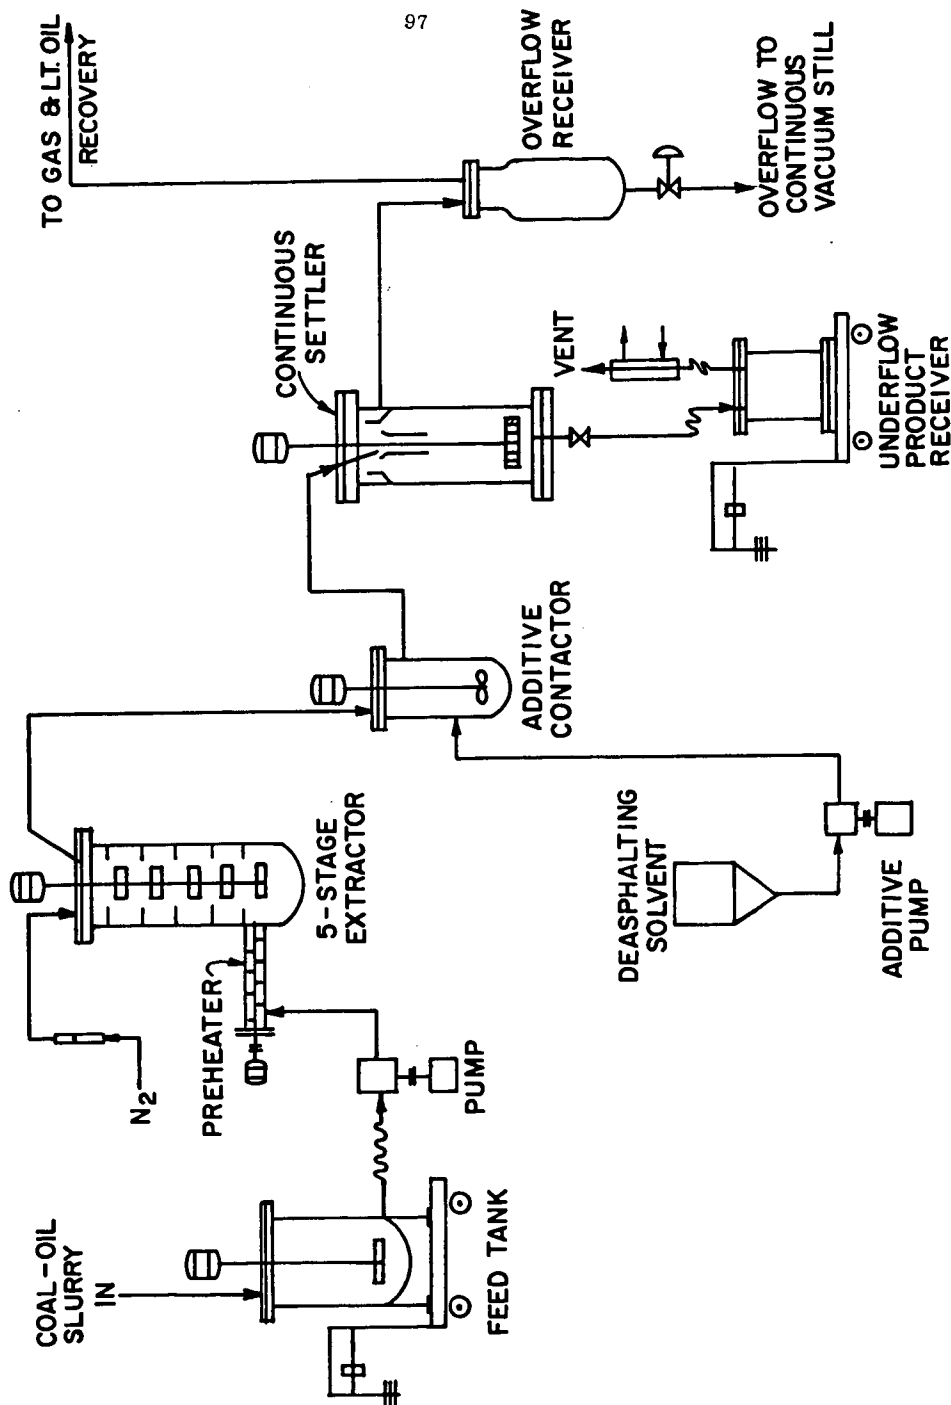 97
COAL-OIL
SLURRY
IN
FEED TANK
PUMP
N2
PREHEATER
5-STAGE
EXTRACTOR
DEASPHALTING
SOLVENT
ADDITIVE
PUMP
ADDITIVE
CONTACTOR
CONTINUOUS
SETTLER
VENT
UNDERFLOW
PRODUCT
RECEIVER
TO GAS & LT. OIL
RECOVERY
OVERFLOW
RECEIVER
OVERFLOW TO
CONTINUOUS
VACUUM STILL